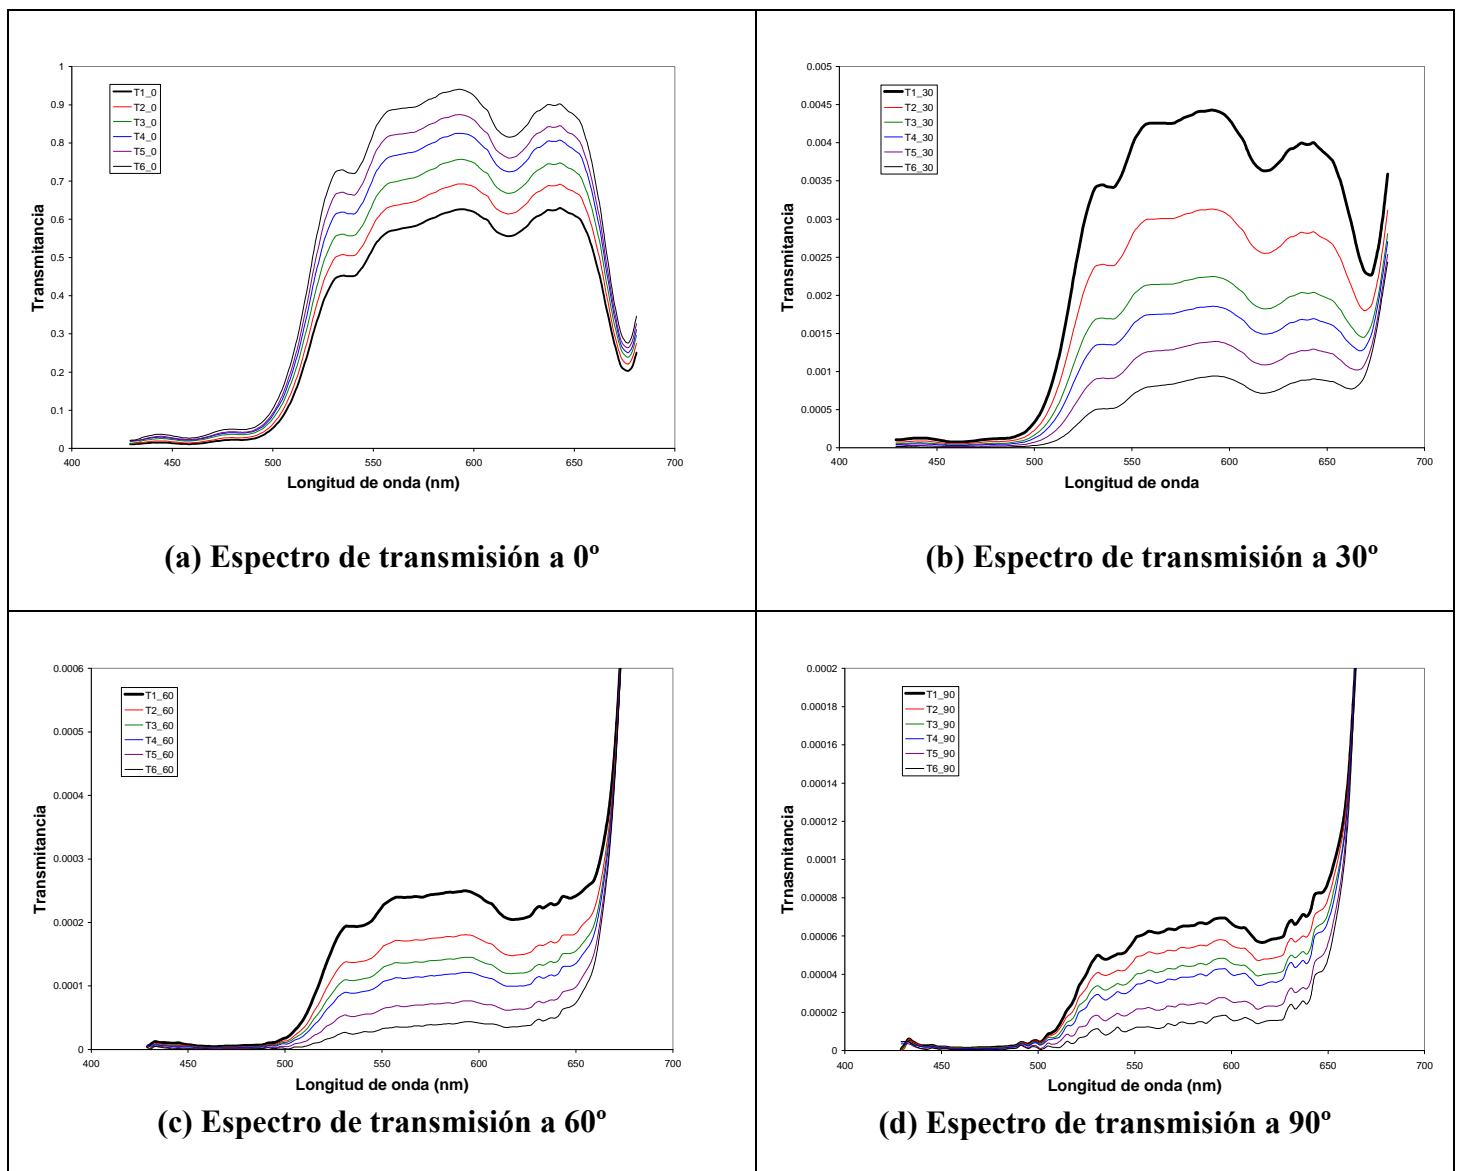 1
0.9
0.8
0.7
0.6
0.5
0.4
0.3
0.2
0.1
0
400
450
500
550
600
650
700
Transmitancia
Longitud de onda (nm)
T1_0
T2_0
T3_0
T4_0
T5_0
T6_0
(a) Espectro de transmisión a 0º
0.005
0.0045
0.004
0.0035
0.003
0.0025
0.002
0.0015
0.001
0.0005
0
400
450
500
550
600
650
700
Transmitancia
Longitud de onda
T1_30
T2_30
T3_30
T4_30
T5_30
T6_30
(b) Espectro de transmisión a 30º
0.0006
0.0005
0.0004
0.0003
0.0002
0.0001
0
400
450
500
550
600
650
700
Transmitancia
Longitud de onda (nm)
T1_60
T2_60
T3_60
T4_60
T5_60
T6_60
(c) Espectro de transmisión a 60º
0.0002
0.00018
0.00016
0.00014
0.00012
0.0001
0.00008
0.00006
0.00004
0.00002
0
400
450
500
550
600
650
700
Trnasmitancia
Longitud de onda (nm)
T1_90
T2_90
T3_90
T4_90
T5_90
T6_90
(d) Espectro de transmisión a 90º